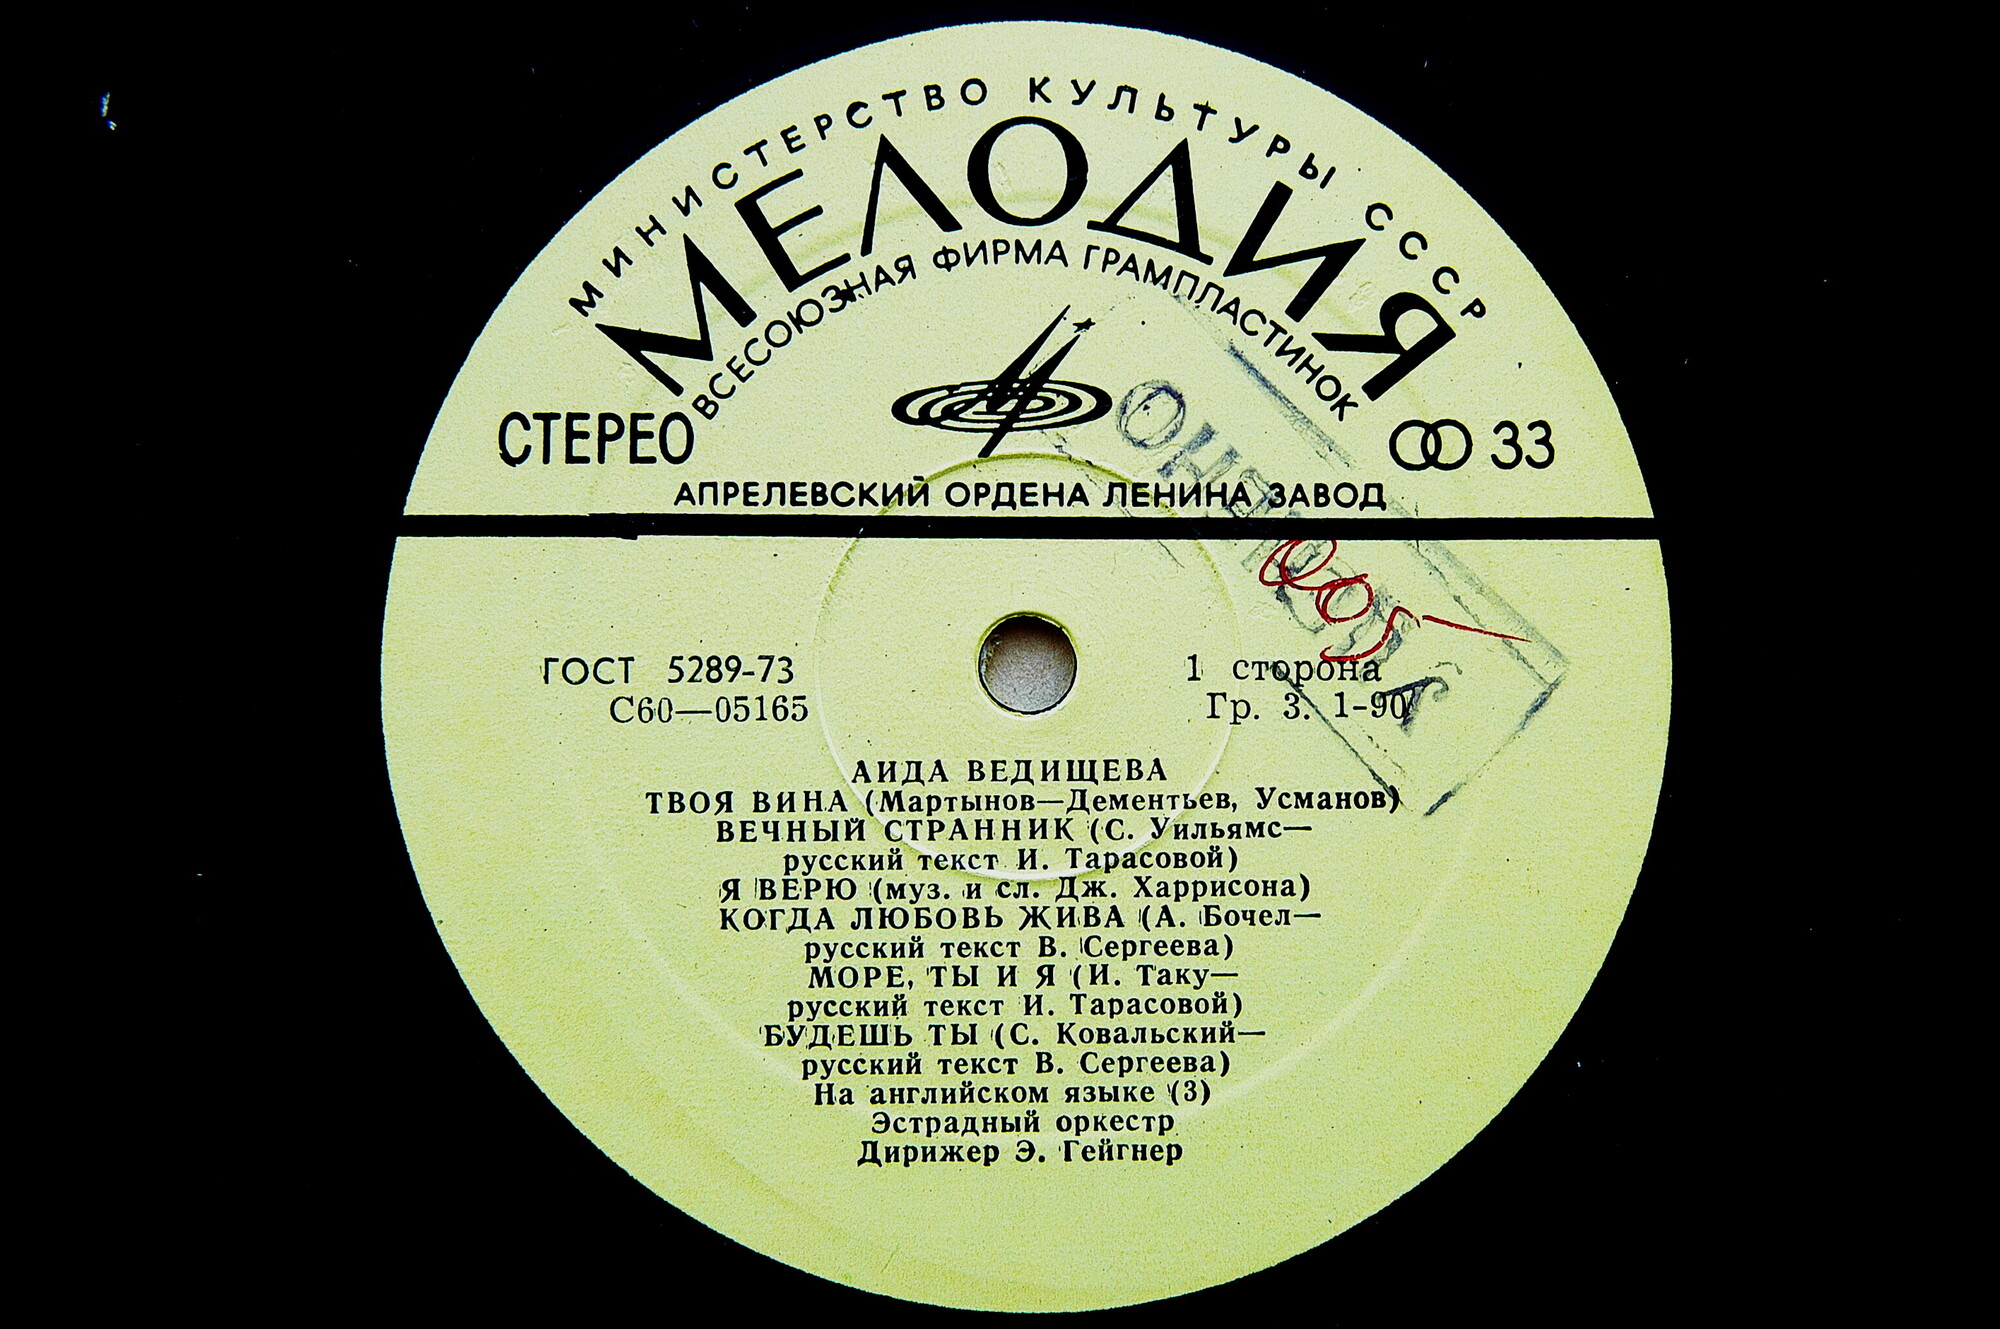 МИНИСТЕРСТВО КУЛЬТУРЫ СССР
МЕЛОДИЯ
ВСЕСОЮЗНАЯ ФИРМА ГРАМПЛАСТИНОК
СТЕРЕО
33
АПРЕЛЕВСКИЙ ОРДЕНА ЛЕНИНА ЗАВОД
005
ГОСТ 5289-73
1 сторона
С60—05165
Гр. 3. 1-90
АИДА ВЕДИЩЕВА
ТВОЯ ВИНА (Мартынов—Дементьев, Усманов)
ВЕЧНЫЙ СТРАННИК (С. Уильямс—
русский текст И. Тарасовой)
Я ВЕРЮ (муз. и сл. Дж. Харрисона)
КОГДА ЛЮБОВЬ ЖИВА (А. Бочел—
русский текст В. Сергеева)
МОРЕ, ТЫ И Я (И. Таку—
русский текст И. Тарасовой)
БУДЕШЬ ТЫ (С. Ковальский—
русский текст В. Сергеева)
На английском языке (3)
Эстрадный оркестр
Дирижер Э. Гейгнер